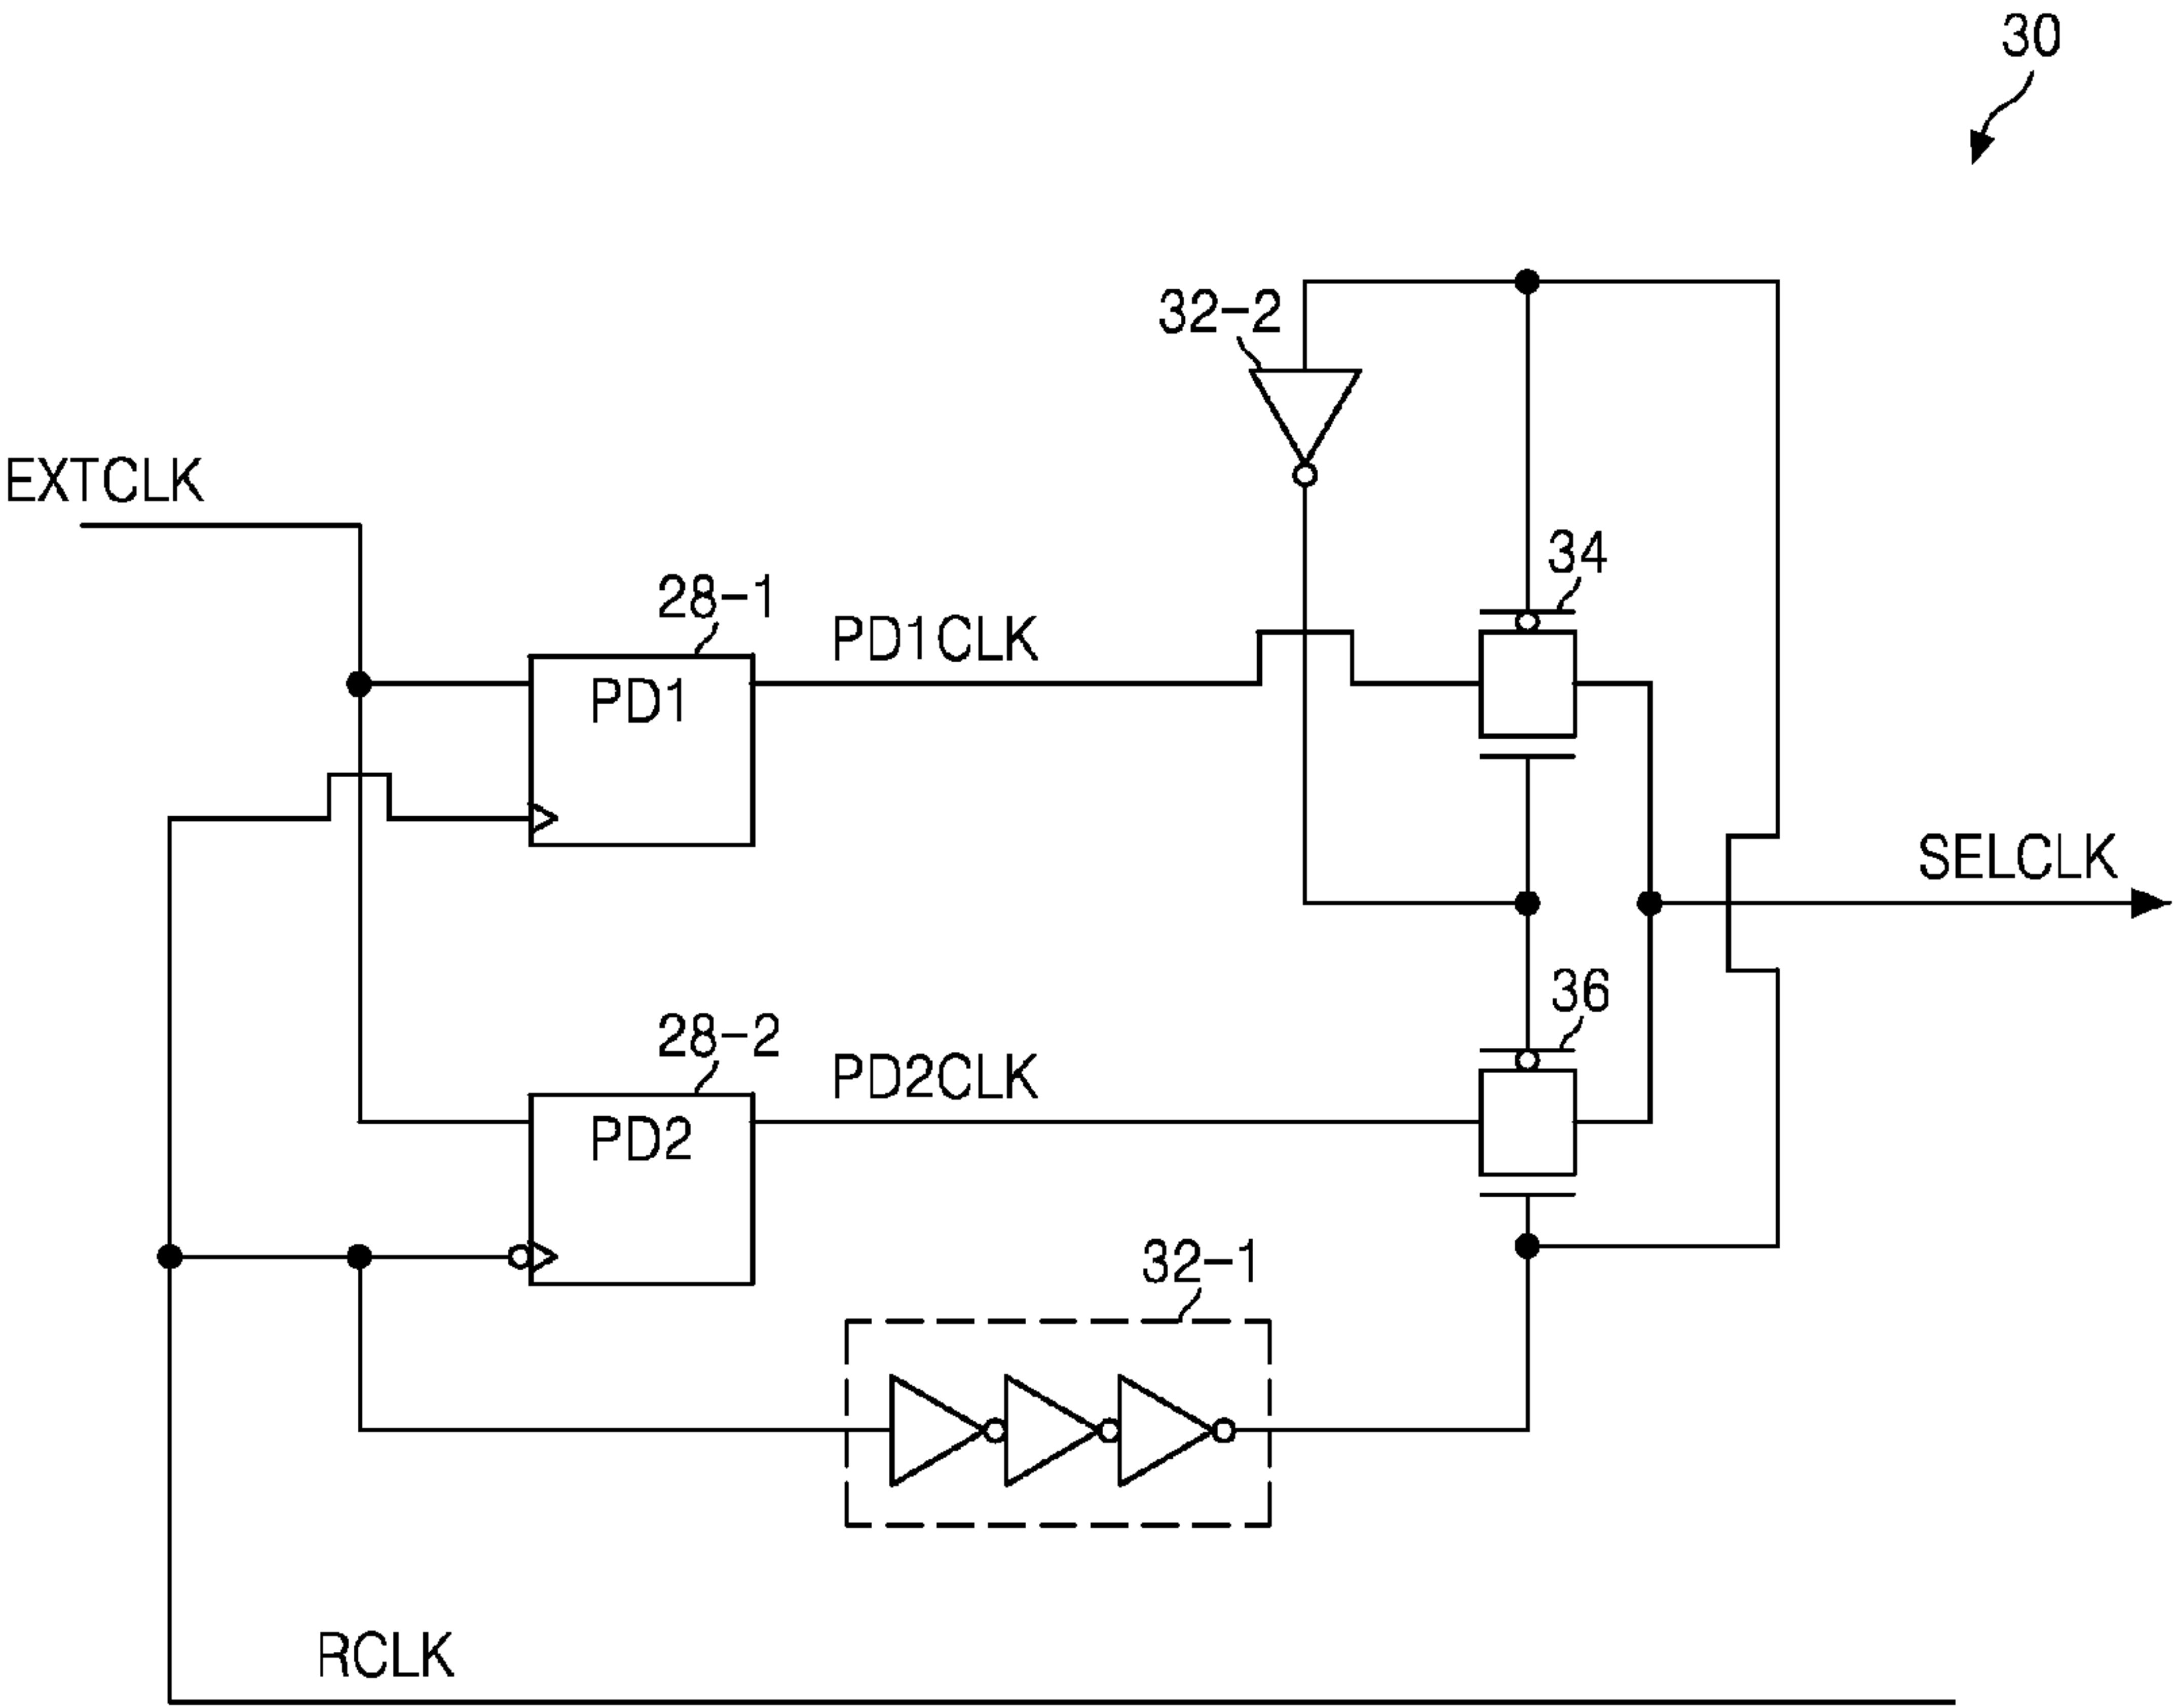 30
32-2
EXTCLK
34
28-1
PD1CLK
PD1
SELCLK
36
28-2
PD2CLK
PD2
32-1
RCLK